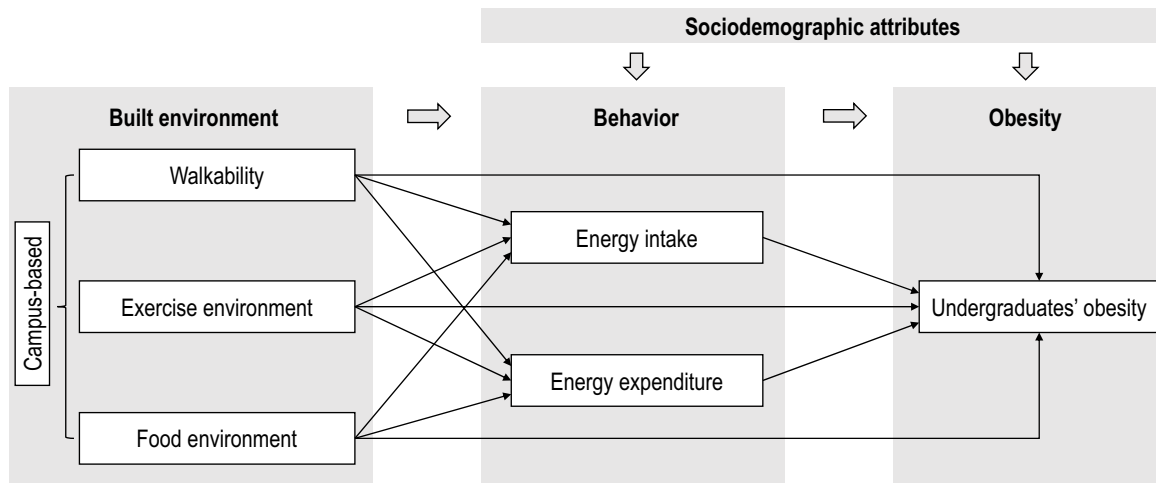 Sociodemographic attributes
Built environment
Behavior
Obesity
Campus-based
Walkability
Exercise environment
Food environment
Energy intake
Energy expenditure
Undergraduates’ obesity